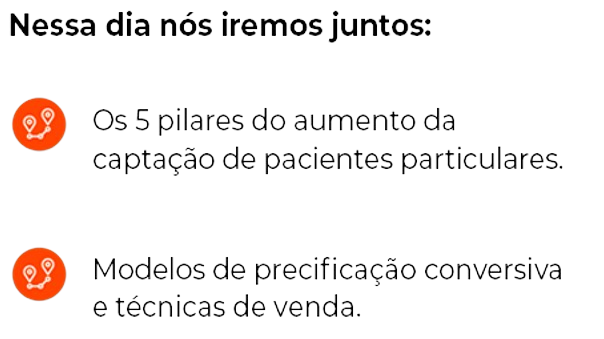 Nessa dia nós iremos juntos:
Os 5 pilares do aumento da
captação de pacientes particulares.
Modelos de precificação conversiva
e técnicas de venda.